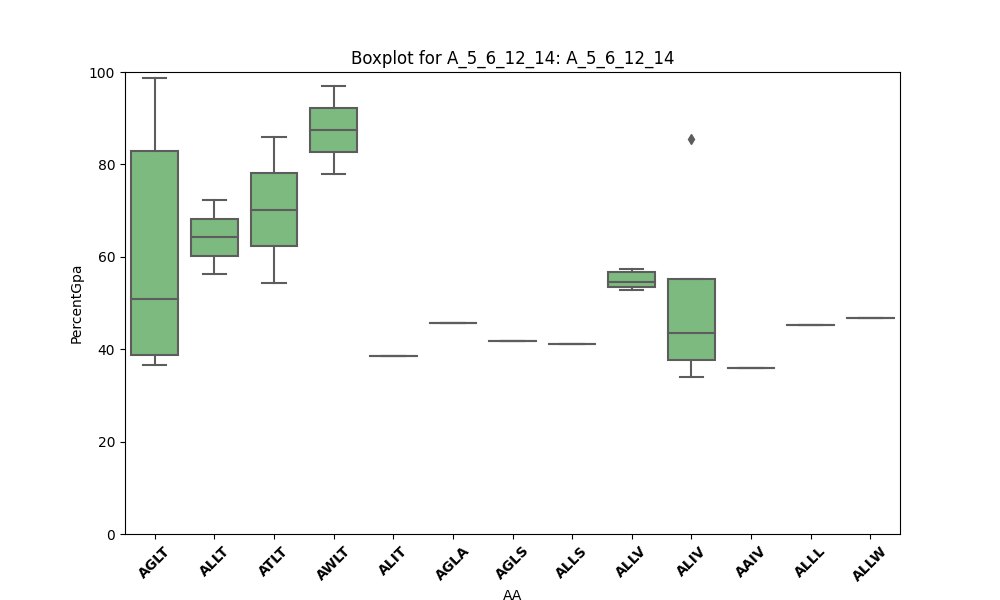 Boxplot for A_5_6_12_14: A_5_6_12_14
PercentGpa
100
80
60
40
20
0
AGLT ALLT ATLT AWLT ALIT AGLA AGLS ALLS ALLV ALIV AAIV ALLL ALLW
AA